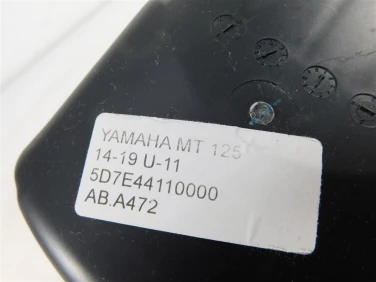 YAMAHA MT 125
14-19 U-11
5D7E44110000
AB.A472